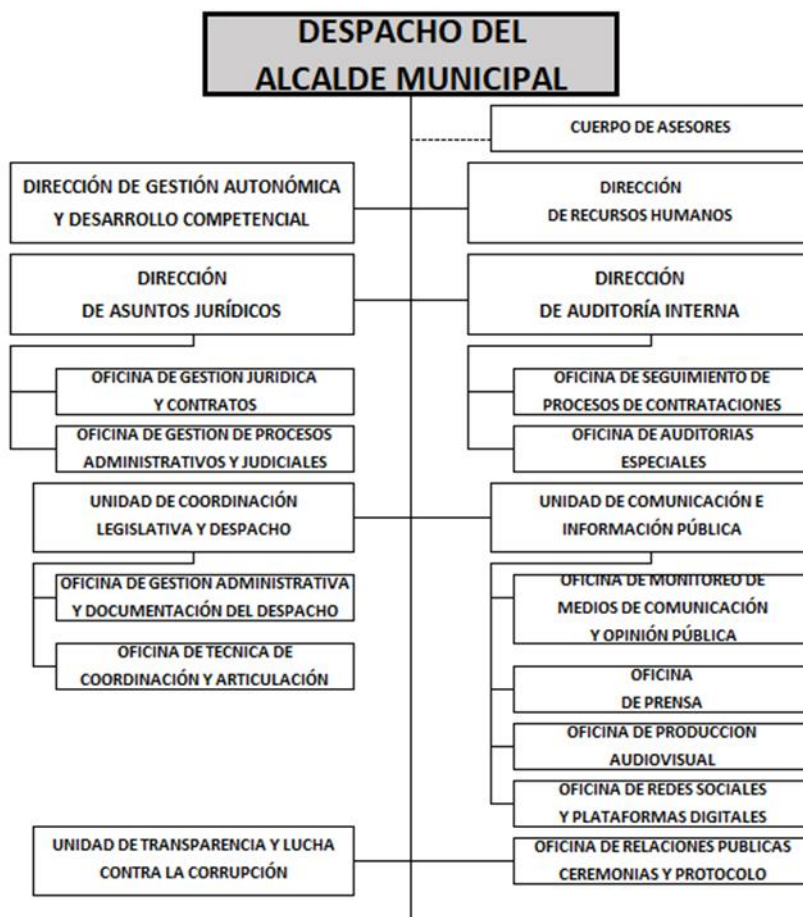 DESPACHO DEL
ALCALDE MUNICIPAL
CUERPO DE ASESORES
DIRECCIÓN DE GESTIÓN AUTONÓMICA
Y DESARROLLO COMPETENCIAL
DIRECCIÓN
DE RECURSOS HUMANOS
DIRECCIÓN
DE ASUNTOS JURÍDICOS
DIRECCIÓN
DE AUDITORÍA INTERNA
OFICINA DE GESTION JURIDICA
Y CONTRATOS
OFICINA DE SEGUIMIENTO DE
PROCESOS DE CONTRATACIONES
OFICINA DE GESTION DE PROCESOS
ADMINISTRATIVOS Y JUDICIALES
OFICINA DE AUDITORIAS
ESPECIALES
UNIDAD DE COORDINACIÓN
LEGISLATIVA Y DESPACHO
UNIDAD DE COMUNICACIÓN E
INFORMACIÓN PÚBLICA
OFICINA DE GESTION ADMINISTRATIVA
Y DOCUMENTACIÓN DEL DESPACHO
OFICINA DE MONITOREO DE
MEDIOS DE COMUNICACIÓN
Y OPINIÓN PÚBLICA
OFICINA DE TECNICA DE
COORDINACIÓN Y ARTICULACIÓN
OFICINA
DE PRENSA
OFICINA DE PRODUCCION
AUDIOVISUAL
OFICINA DE REDES SOCIALES
Y PLATAFORMAS DIGITALES
UNIDAD DE TRANSPARENCIA Y LUCHA
CONTRA LA CORRUPCIÓN
OFICINA DE RELACIONES PUBLICAS
CEREMONIAS Y PROTOCOLO